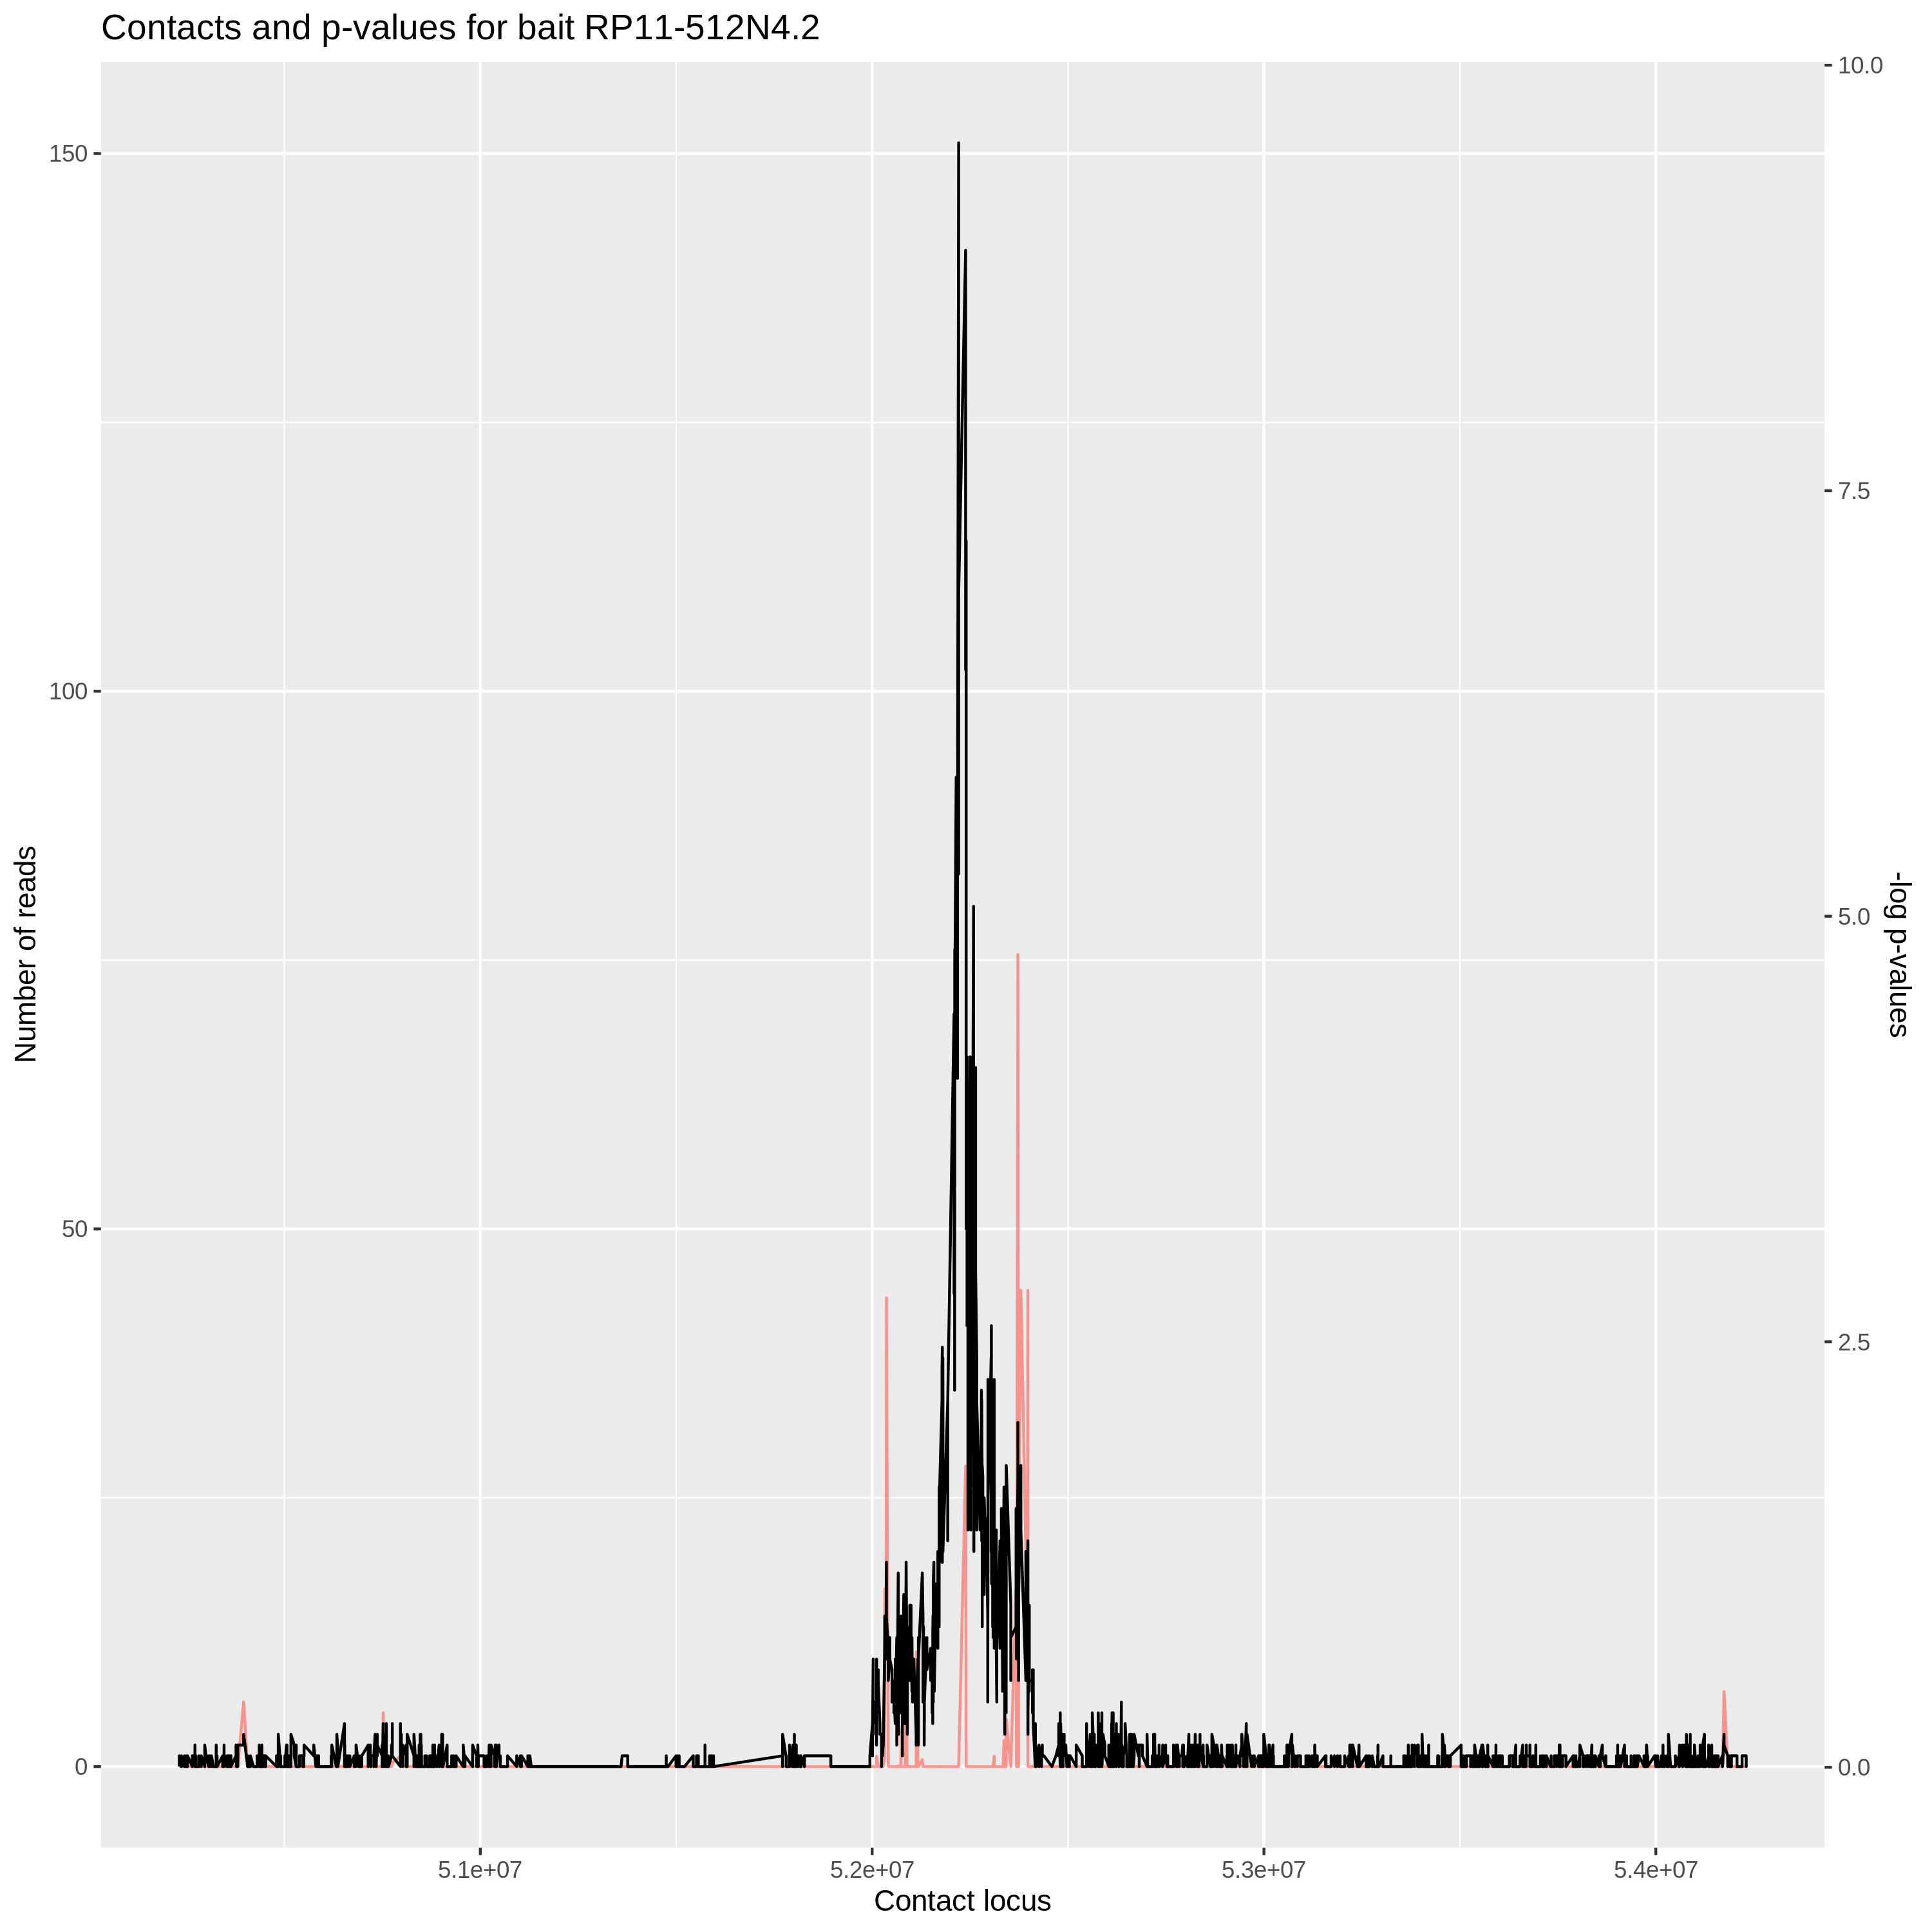 Contacts and p-values for bait RP11-512N4.2
150
100
50
0
Number of reads
10.0
7.5
5.0
2.5
0.0
-log p-values
5.1e+07
5.2e+07
5.3e+07
5.4e+07
Contact locus